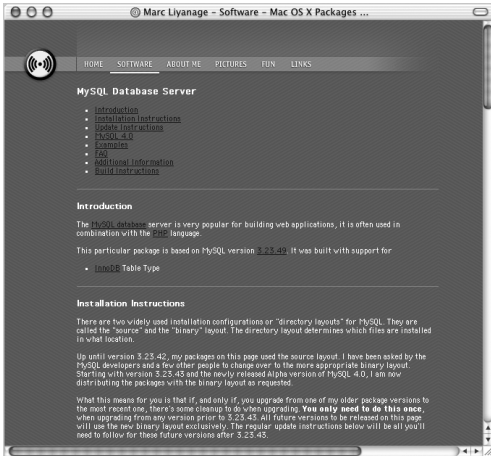 Marc Liyanage - Software - Mac OS X Packages ...
HOME SOFTWARE ABOUT ME PICTURES FUN LINKS
MySQL Database Server
• Introduction
• Installation Instructions
• Update Instructions
• MySQL 4.0
• Examples
• FAQ
• Additional Information
• Build Instructions
Introduction
The MySQL database server is very popular for building web applications, it is often used in
combination with the PHP language.
This particular package is based on MySQL version 3.23.49. It was built with support for
• InnoDB Table Type
Installation Instructions
There are two widely used installation configurations or "directory layouts" for MySQL. They are
called the "source" and the "binary" layout. The directory layout determines which files are installed
in what location.
Up until version 3.23.42, my packages on this page used the source layout. I have been asked by the
MySQL developers and a few other people to change over to the more appropriate binary layout.
Starting with version 3.23.43 and the newly released Alpha version of MySQL 4.0, I am now
distributing the packages with the binary layout as requested.
What this means for you is that if, and only if, you upgrade from one of my older package versions to
the most recent one, there's some cleanup to do when upgrading. You only need to do this once,
when upgrading from any version prior to 3.23.43. All future versions to be released on this page
will use the new binary layout exclusively. The regular update instructions below will be all you'll
need to follow for these future versions after 3.23.43.